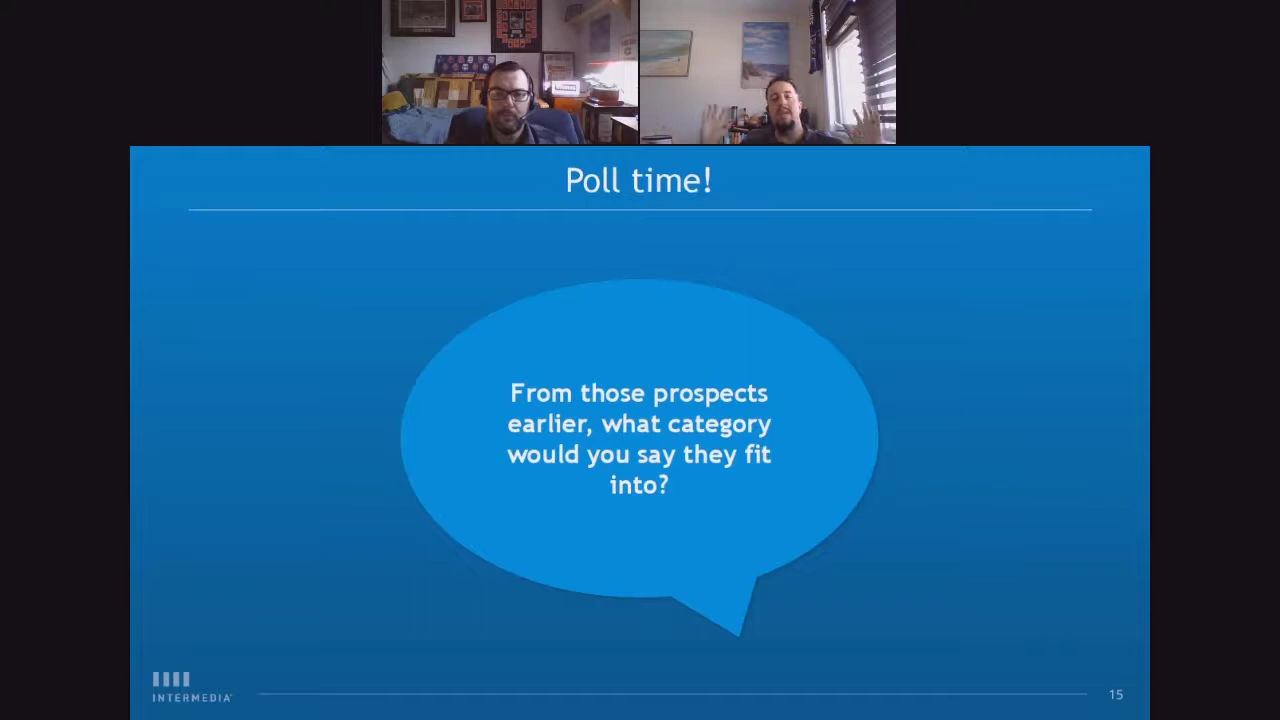 Poll time!
From those prospects
earlier, what category
would you say they fit
into?
INTERMEDIA
15